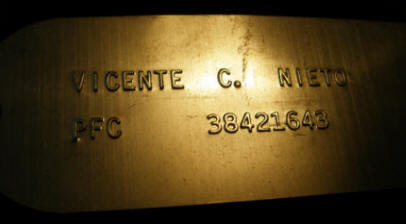 VICENTE C. NIETO
PFC 38421643